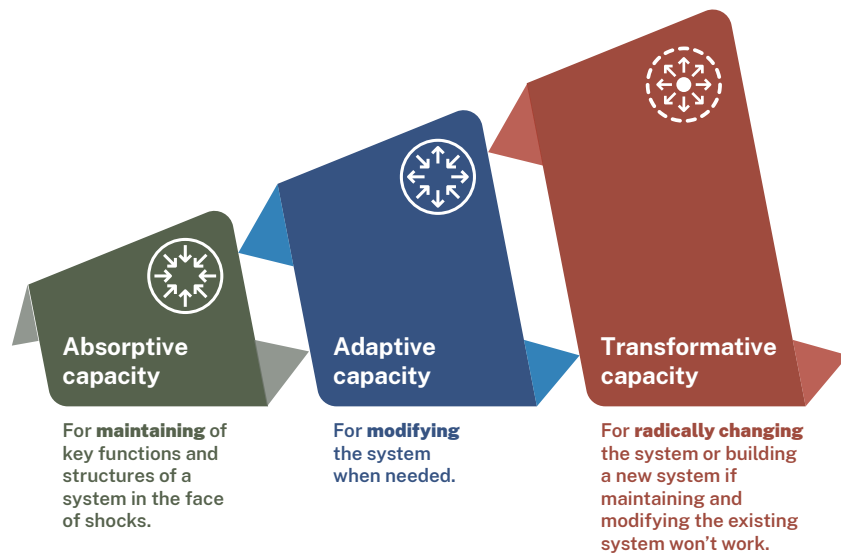 Absorptive
capacity
For maintaining of
key functions and
structures of a
system in the face
of shocks.
Adaptive
capacity
For modifying
the system
when needed.
Transformative
capacity
For radically changing
the system or building
a new system if
maintaining and
modifying the existing
system won’t work.